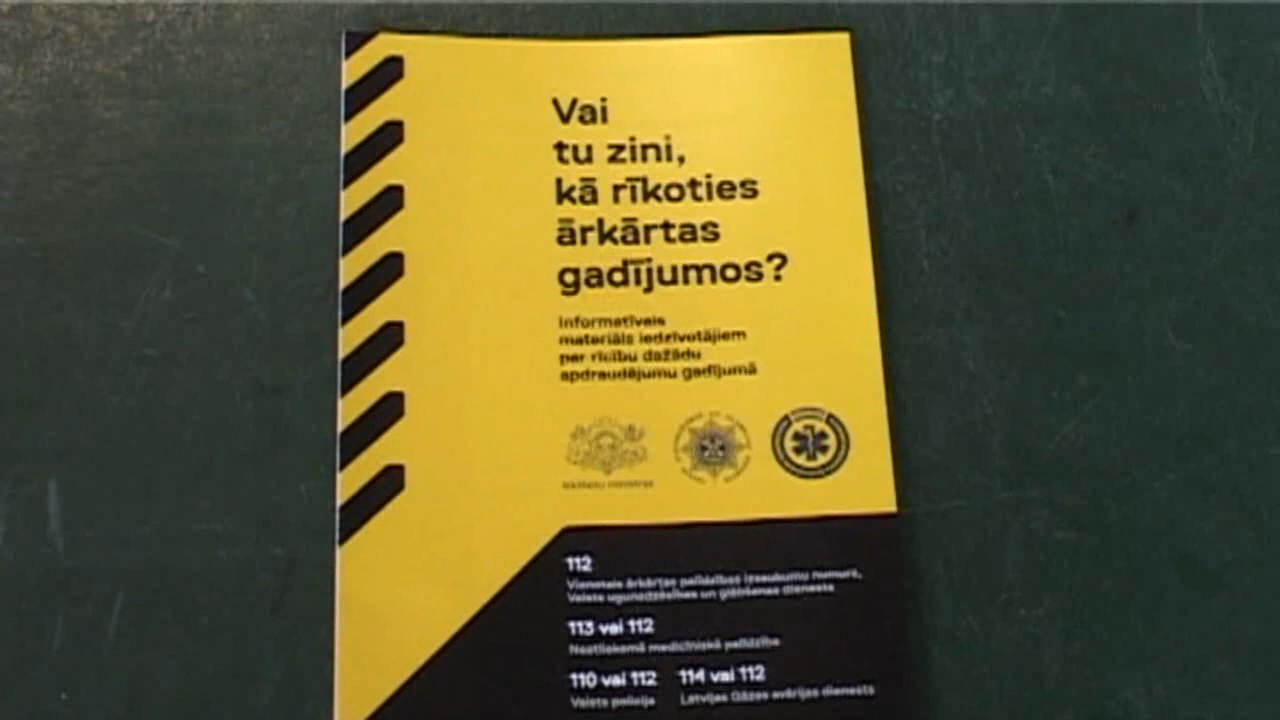 Vai
tu zini,
kā rīkoties
ārkārtas
gadījumos?
Informatīvais
materiāls iedzīvotājiem
par rīcību dažādu
apdraudējumu gadījumā
112
Vienotais ārkārtas palīdzības izsaukumu numurs,
Valsts ugunsdzēsības un glābšanas dienests
113 vai 112
Neatliekamā medicīniskā palīdzība
110 vai 112
Valsts policija
114 vai 112
Latvijas Gāzes avārijas dienests